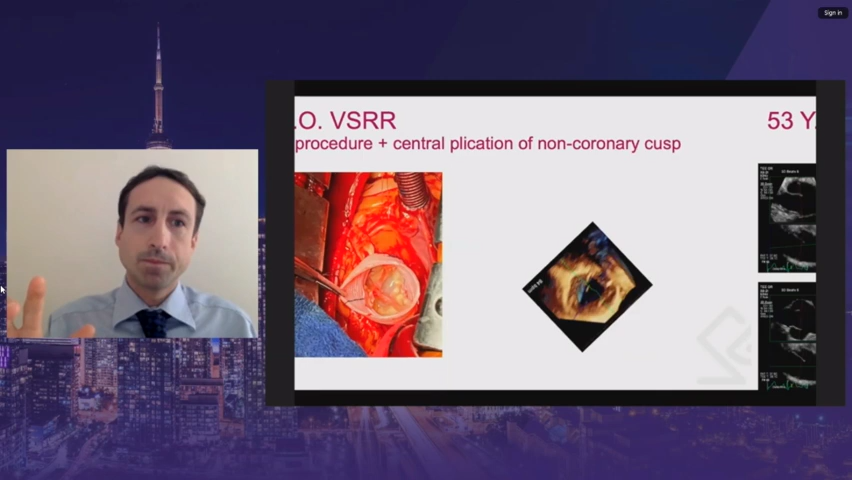 Sign in
.O. VSRR
procedure + central plication of non-coronary cusp
53 Y.